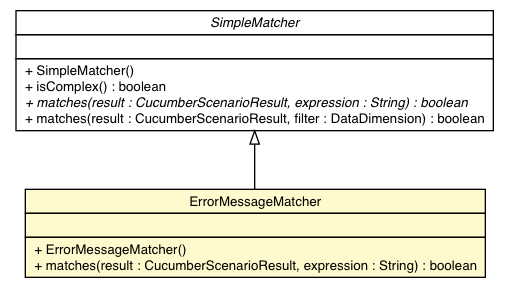 SimpleMatcher
+ SimpleMatcher()
+ isComplex() : boolean
+ matches(result : CucumberScenarioResult, expression : String) : boolean
+ matches(result : CucumberScenarioResult, filter : DataDimension) : boolean
ErrorMessageMatcher
+ ErrorMessageMatcher()
+ matches(result : CucumberScenarioResult, expression : String) : boolean